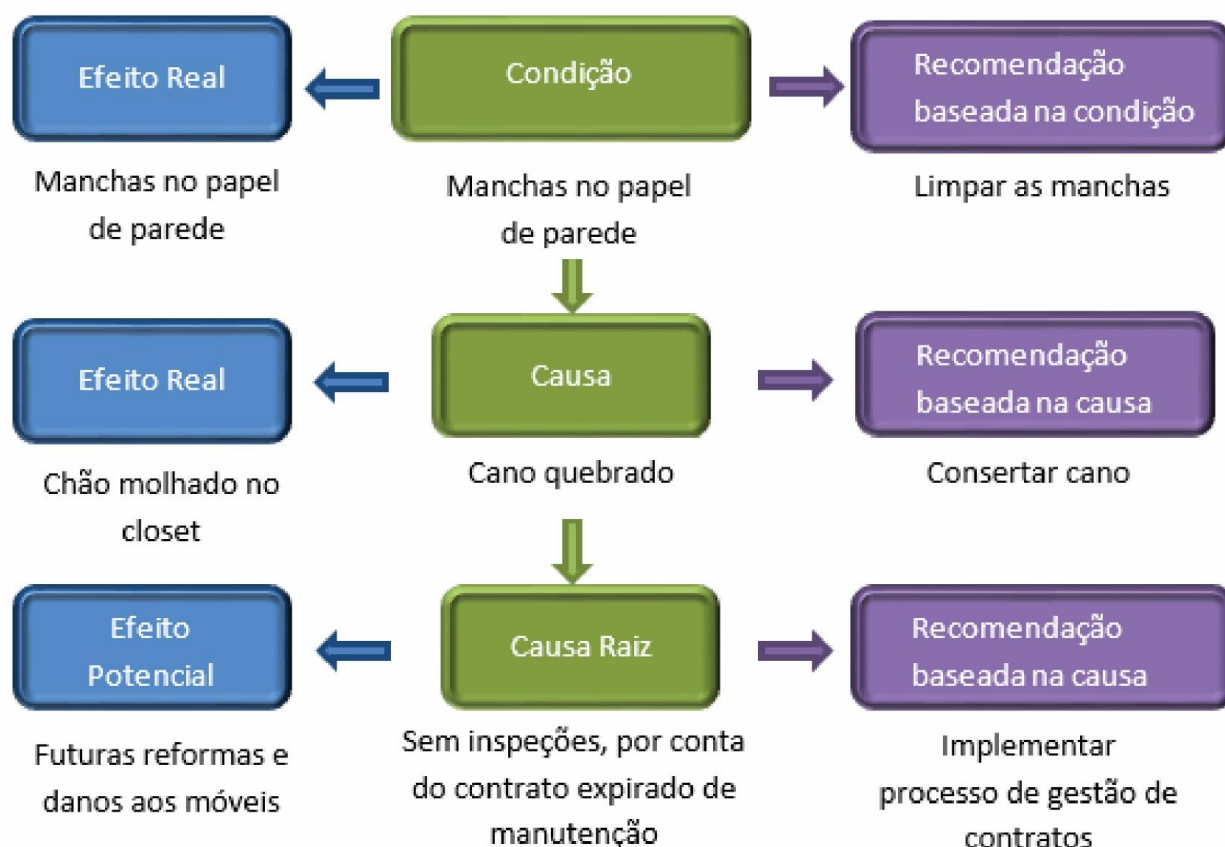 Efeito Real
Condição
Recomendação
baseada na condição
Manchas no papel
de parede
Manchas no papel
de parede
Limpar as manchas
Efeito Real
Causa
Recomendação
baseada na causa
Chão molhado no
closet
Cano quebrado
Consertar cano
Efeito
Potencial
Causa Raiz
Recomendação
baseada na causa
Futuras reformas e
danos aos móveis
Sem inspeções, por conta
do contrato expirado de
manutenção
Implementar
processo de gestão de
contratos